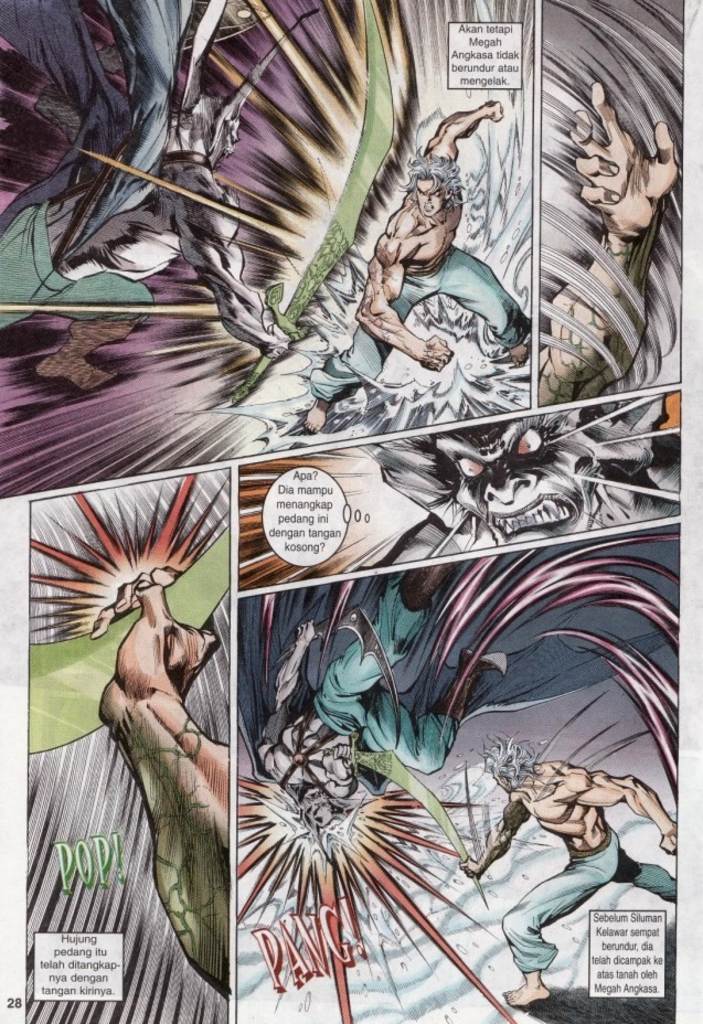 Akan tetapi
Megah
Angkasa tidak
berundur atau
mengelak.
Apa?
Dia mampu
menangkap
pedang ini
dengan tangan
kosong?
POP!
Hujung
pedang itu
telah ditangkap-
nya dengan
tangan kirinya.
PANG!
Sebelum Siluman
Kelawar sempat
berundur, dia
telah dicampak ke
atas tanah oleh
Megah Angkasa.
28